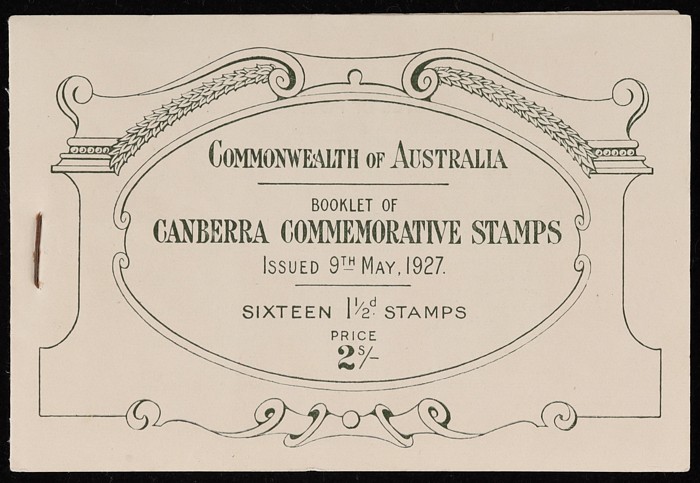 COMMONWEALTH OF AUSTRALIA
BOOKLET OF
CANBERRA COMMEMORATIVE STAMPS
ISSUED 9TH MAY, 1927.
SIXTEEN 1½d. STAMPS
PRICE
2s/-